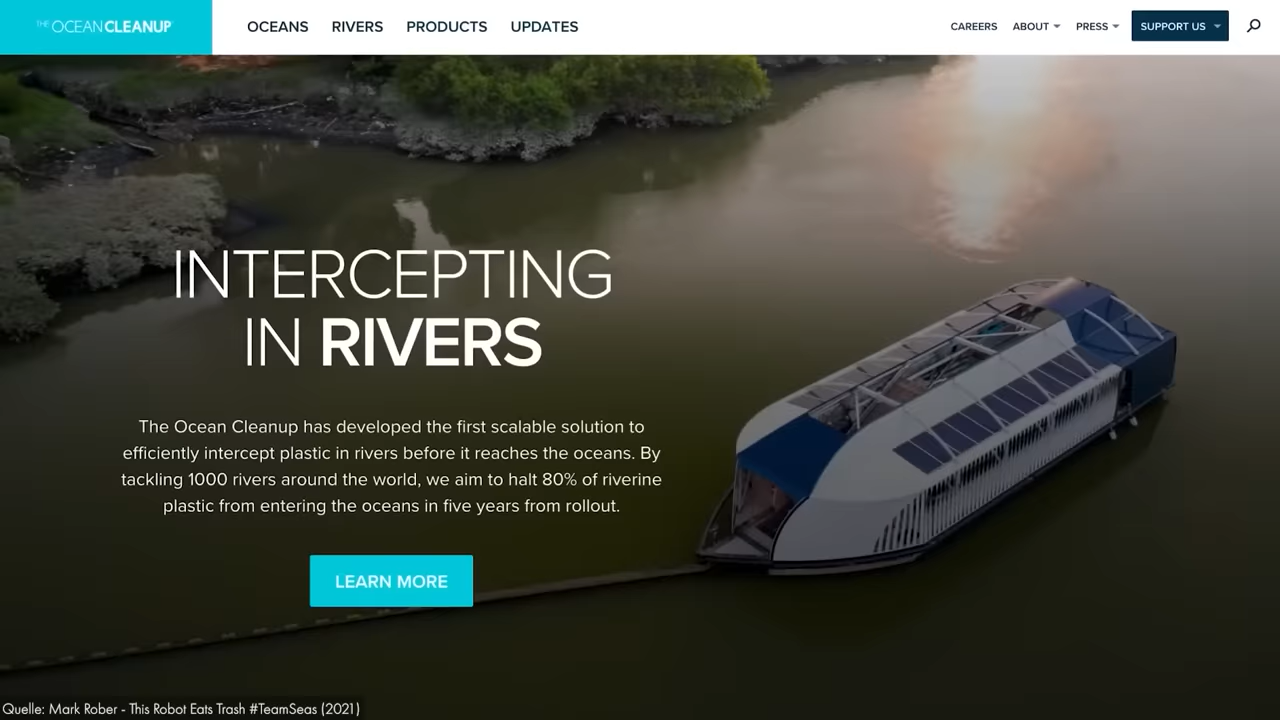 THE OCEANCLEANUP
OCEANS RIVERS PRODUCTS UPDATES
CAREERS ABOUT PRESS SUPPORT US
INTERCEPTING
IN RIVERS
The Ocean Cleanup has developed the first scalable solution to
efficiently intercept plastic in rivers before it reaches the oceans. By
tackling 1000 rivers around the world, we aim to halt 80% of riverine
plastic from entering the oceans in five years from rollout.
LEARN MORE
Quelle: Mark Rober - This Robot Eats Trash #TeamSeas (2021)